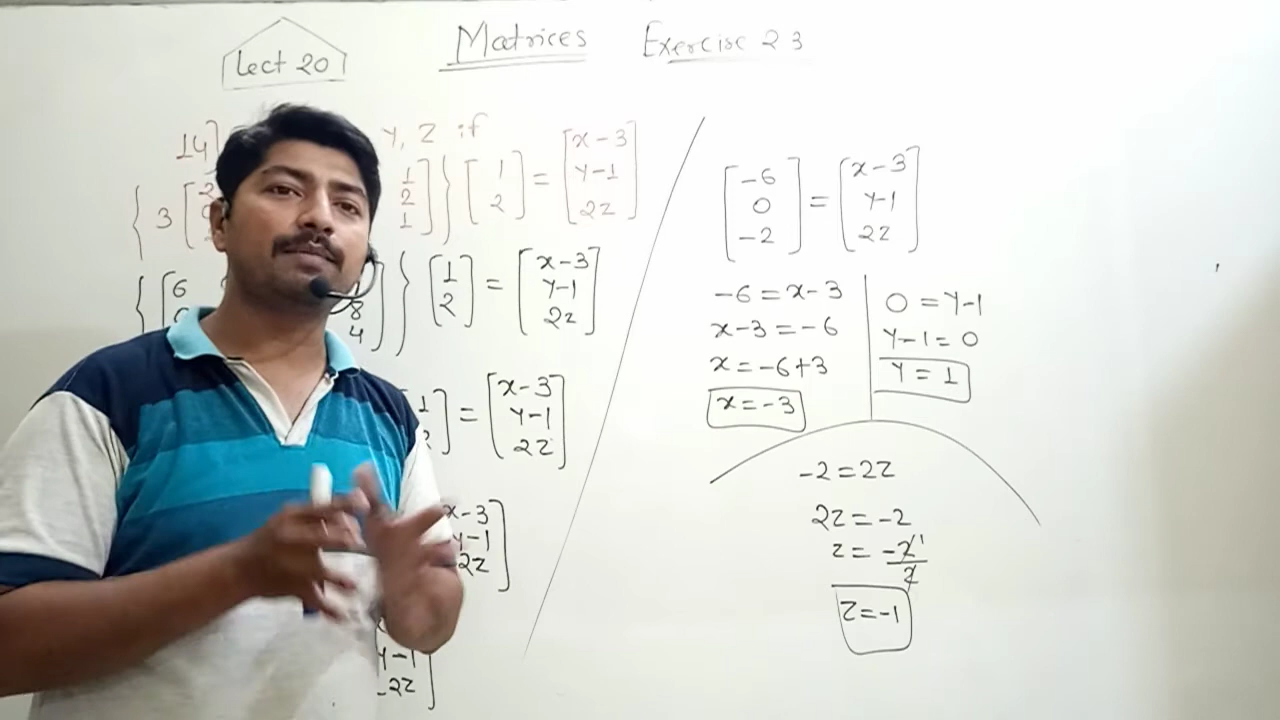 Lect 20
Matrices Exercise 23
14] Y, Z if
{ 3 [ 1 2 1 ] } [ 1 2 ] = [ x-3 Y-1 2Z ]
{ [ 6 8 4 ] } [ 1 2 ] = [ x-3 Y-1 2Z ]
] = [ x-3 Y-1 2Z ]
x-3 Y-1 2Z ]
Y-1 2Z ]
[ -6 0 -2 ] = [ x-3 Y-1 2Z ]
-6 = x-3
x-3 = -6
x = -6+3
x = -3
0 = Y-1
Y-1 = 0
Y = 1
-2 = 2Z
2Z = -2
Z = -2/2
Z = -1